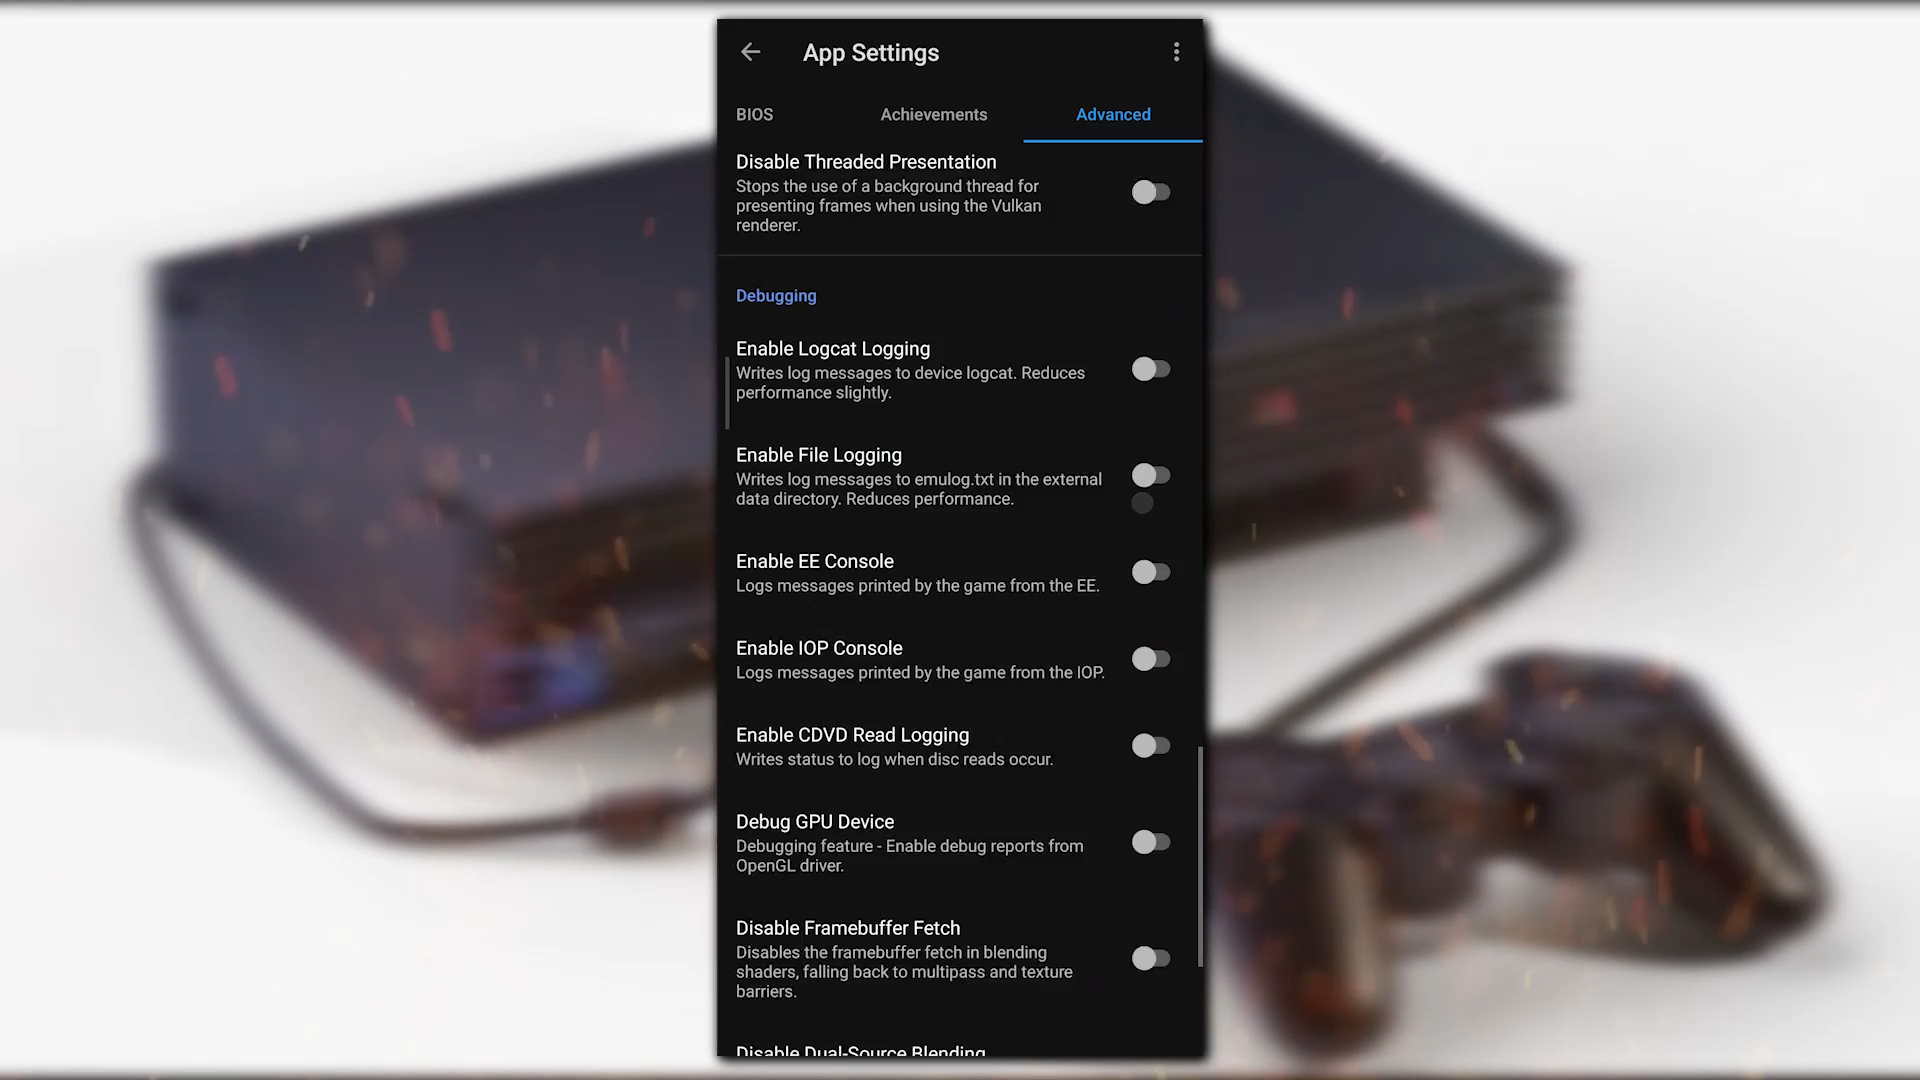 App Settings
BIOS
Achievements
Advanced
Disable Threaded Presentation
Stops the use of a background thread for
presenting frames when using the Vulkan
renderer.
Debugging
Enable Logcat Logging
Writes log messages to device logcat. Reduces
performance slightly.
Enable File Logging
Writes log messages to emulog.txt in the external
data directory. Reduces performance.
Enable EE Console
Logs messages printed by the game from the EE.
Enable IOP Console
Logs messages printed by the game from the IOP.
Enable CDVD Read Logging
Writes status to log when disc reads occur.
Debug GPU Device
Debugging feature - Enable debug reports from
OpenGL driver.
Disable Framebuffer Fetch
Disables the framebuffer fetch in blending
shaders, falling back to multipass and texture
barriers.
Disable Dual-Source Blending